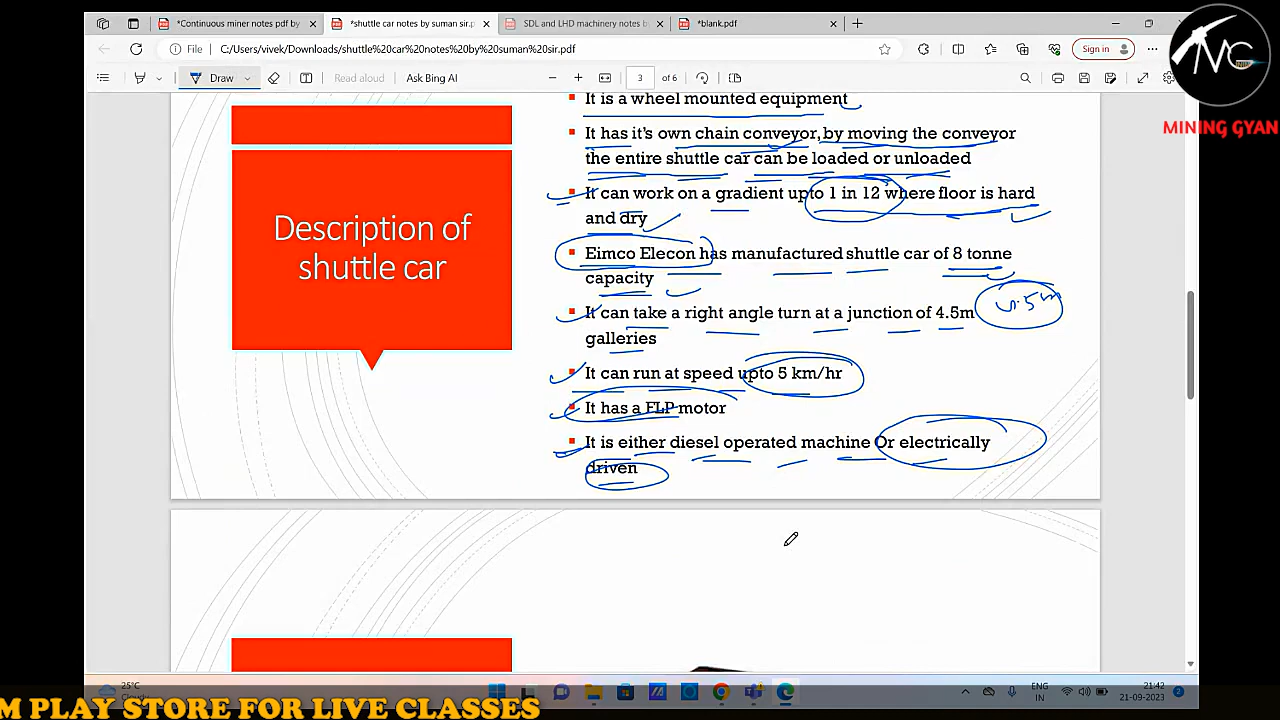 *Continuous miner notes pdf by
*shuttle car notes by suman sir.p
SDL and LHD machinery notes b
*blank.pdf
File
C:/Users/vivek/Downloads/shuttle%20car%20notes%20by%20suman%20sir.pdf
Sign in
Draw
Read aloud
Ask Bing AI
3 of 6
MG
MINING GYAN
Description of
shuttle car
It is a wheel mounted equipment
It has it's own chain conveyor, by moving the conveyor
the entire shuttle car can be loaded or unloaded
It can work on a gradient upto 1 in 12 where floor is hard
and dry
Eimco Elecon has manufactured shuttle car of 8 tonne
capacity
It can take a right angle turn at a junction of 4.5m
4.5m
galleries
It can run at speed upto 5 km/hr
It has a FLP motor
It is either diesel operated machine Or electrically
driven
25°C
Cloudy
ENG
IN
21:42
21-09-2023
M PLAY STORE FOR LIVE CLASSES